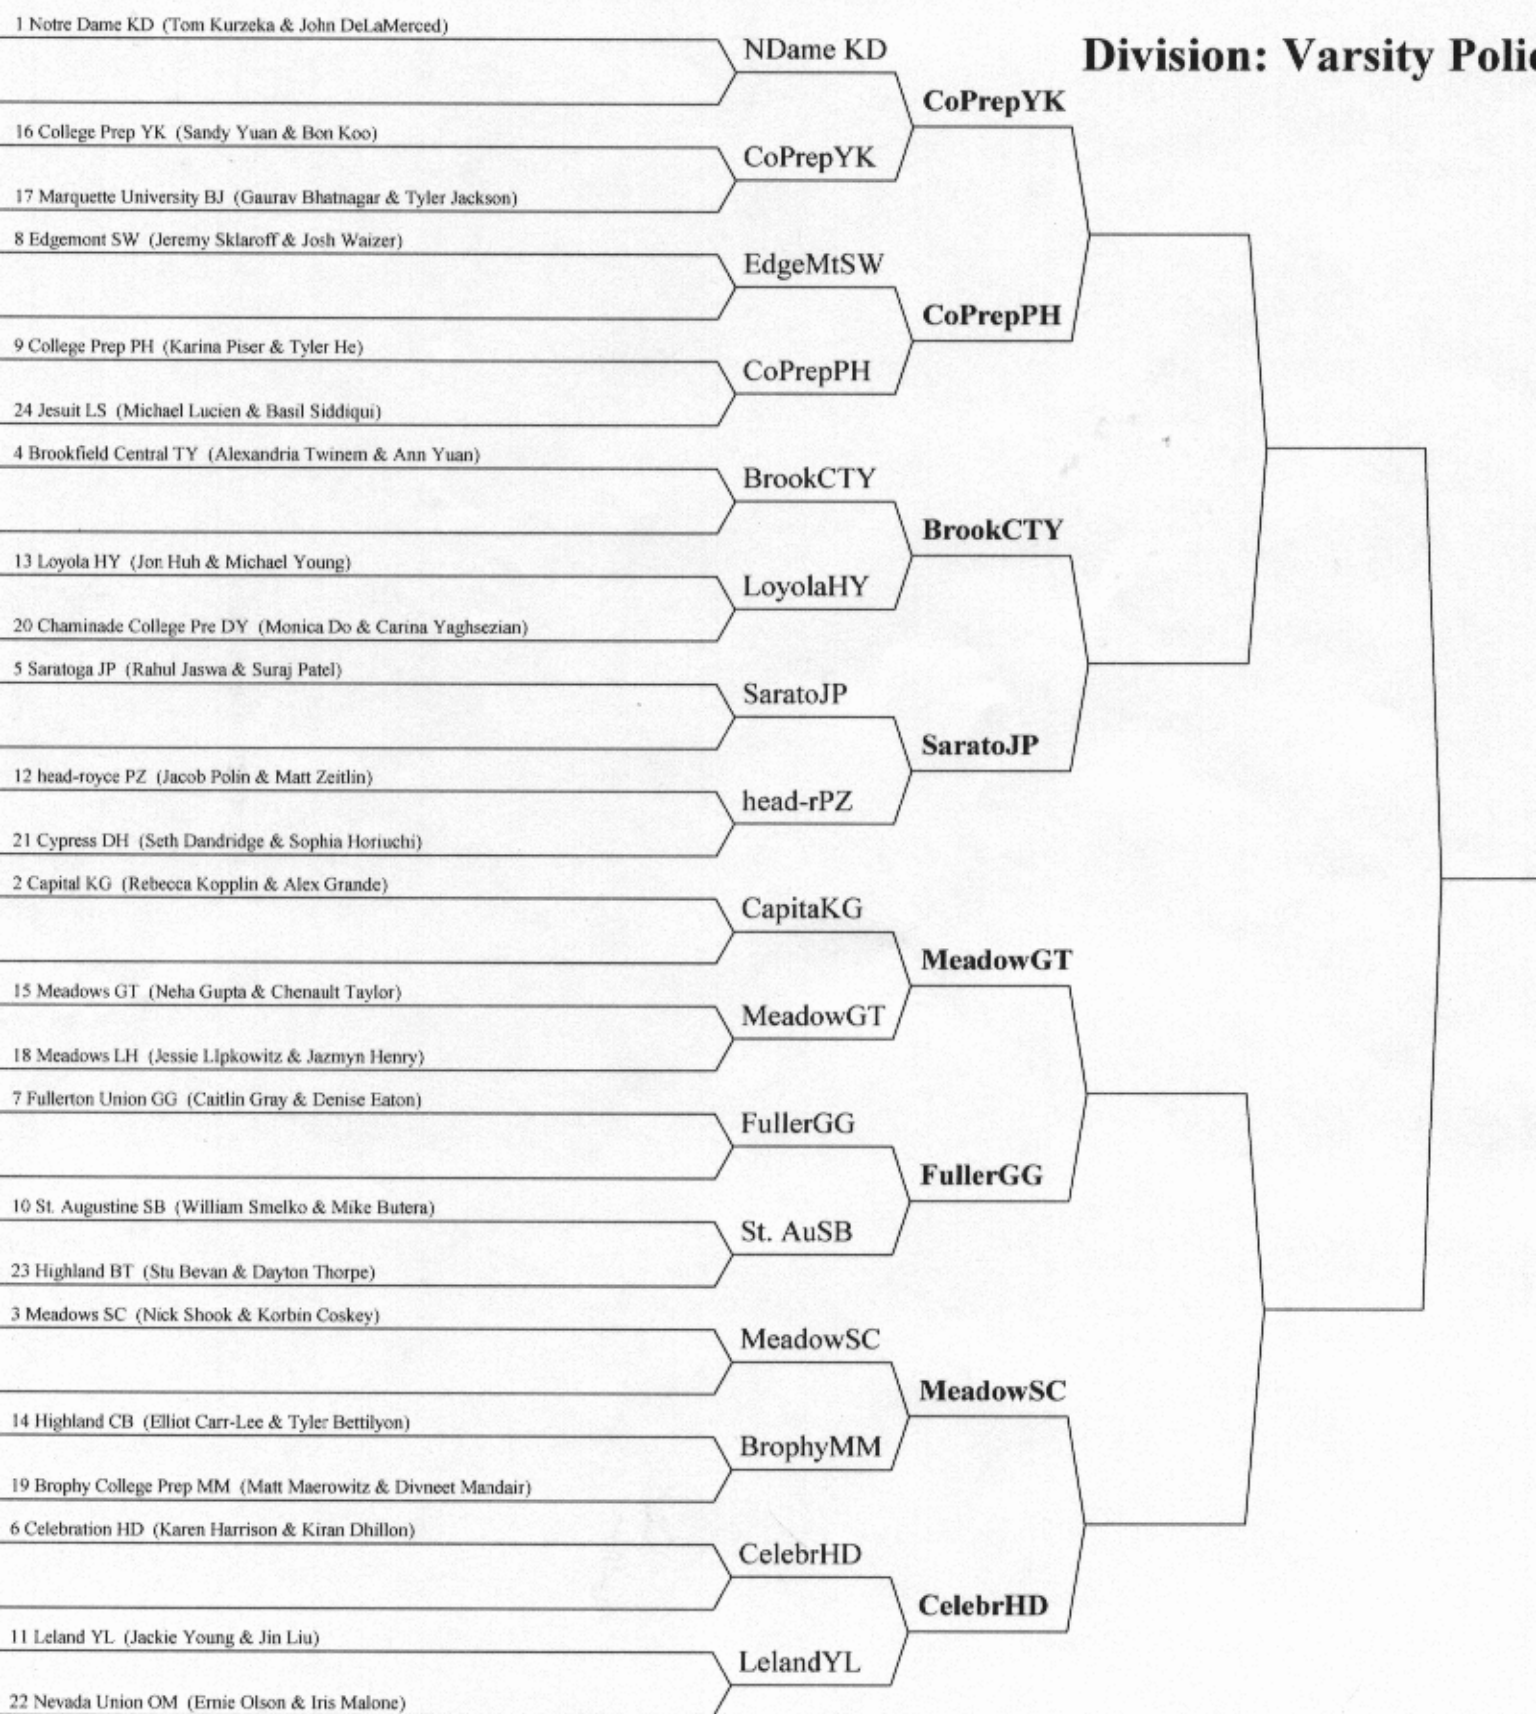 1 Notre Dame KD (Tom Kurzeka & John DeLaMerced)
NDame KD
Division: Varsity
CoPrepYK
16 College Prep YK (Sandy Yuan & Bon Koo)
CoPrepYK
17 Marquette University BJ (Gaurav Bhatnagar & Tyler Jackson)
8 Edgemont SW (Jeremy Sklaroff & Josh Waizer)
EdgeMtSW
CoPrepPH
9 College Prep PH (Karina Piser & Tyler He)
CoPrepPH
24 Jesuit LS (Michael Lucien & Basil Siddiqui)
4 Brookfield Central TY (Alexandria Twinem & Ann Yuan)
BrookCTY
BrookCTY
13 Loyola HY (Jon Huh & Michael Young)
LoyolaHY
20 Chaminade College Pre DY (Monica Do & Carina Yaghsezian)
5 Saratoga JP (Rahul Jaswa & Suraj Patel)
SaratoJP
SaratoJP
12 head-royce PZ (Jacob Polin & Matt Zeitlin)
head-rPZ
21 Cypress DH (Seth Dandridge & Sophia Horiuchi)
2 Capital KG (Rebecca Kopplin & Alex Grande)
CapitaKG
MeadowGT
15 Meadows GT (Neha Gupta & Chenault Taylor)
MeadowGT
18 Meadows LH (Jessie LIpkowitz & Jazmyn Henry)
7 Fullerton Union GG (Caitlin Gray & Denise Eaton)
FullerGG
FullerGG
10 St. Augustine SB (William Smelko & Mike Butera)
St. AuSB
23 Highland BT (Stu Bevan & Dayton Thorpe)
3 Meadows SC (Nick Shook & Korbin Coskey)
MeadowSC
MeadowSC
14 Highland CB (Elliot Carr-Lee & Tyler Bettilyon)
BrophyMM
19 Brophy College Prep MM (Matt Maerowitz & Divneet Mandair)
6 Celebration HD (Karen Harrison & Kiran Dhillon)
CelebrHD
CelebrHD
11 Leland YL (Jackie Young & Jin Liu)
LelandYL
22 Nevada Union OM (Ernie Olson & Iris Malone)